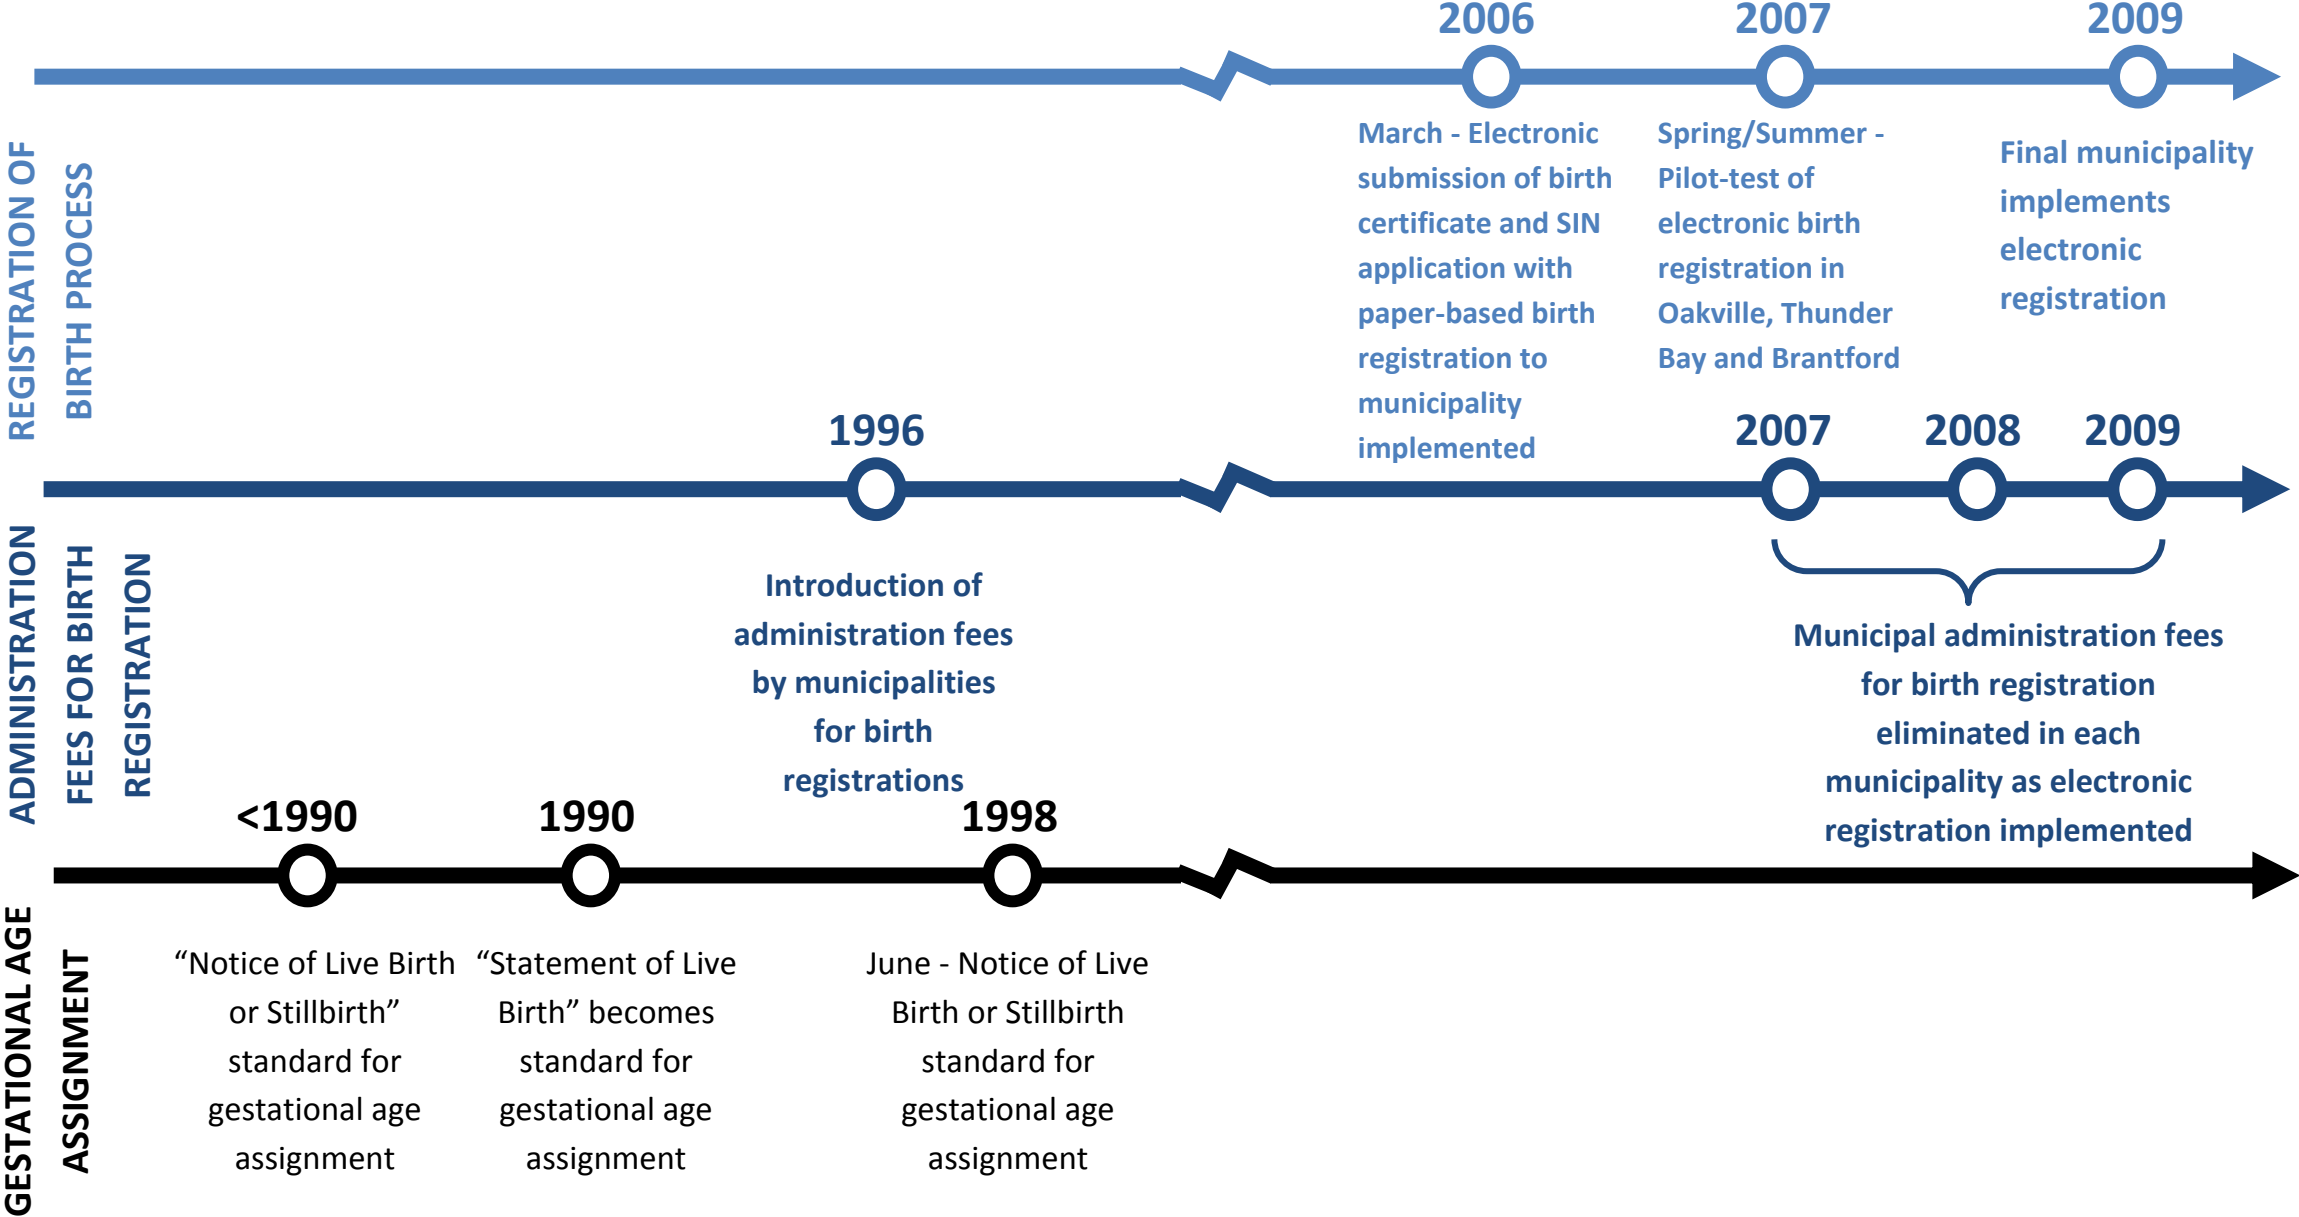 2006
2007
2009
REGISTRATION OF
BIRTH PROCESS
March - Electronic
submission of birth
certificate and SIN
application with
paper-based birth
registration to
municipality
implemented
Spring/Summer -
Pilot-test of
electronic birth
registration in
Oakville, Thunder
Bay and Brantford
Final municipality
implements
electronic
registration
1996
2007
2008
2009
ADMINISTRATION
FEES FOR BIRTH
REGISTRATION
Introduction of
administration fees
by municipalities
for birth
registrations
Municipal administration fees
for birth registration
eliminated in each
municipality as electronic
registration implemented
<1990
1990
1998
GESTATIONAL AGE
ASSIGNMENT
“Notice of Live Birth
or Stillbirth”
standard for
gestational age
assignment
“Statement of Live
Birth” becomes
standard for
gestational age
assignment
June - Notice of Live
Birth or Stillbirth
standard for
gestational age
assignment